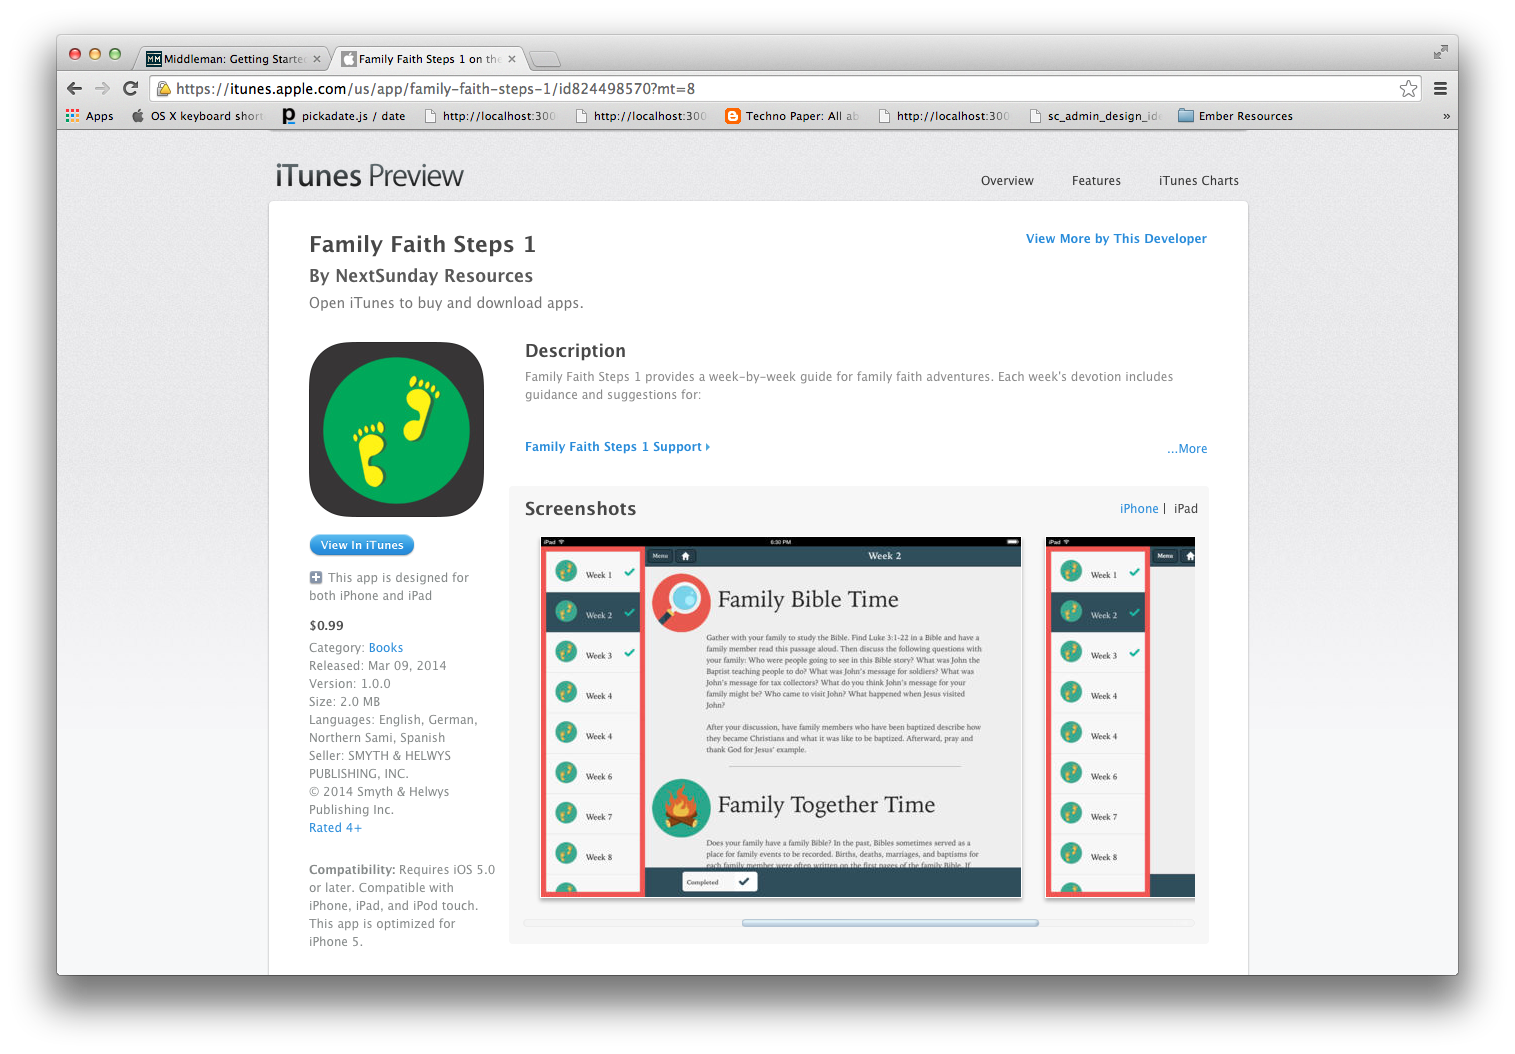 Middleman: Getting Starte
Family Faith Steps 1 on the
https://itunes.apple.com/us/app/family-faith-steps-1/id824498570?mt=8
Apps
OS X keyboard short
pickadate.js / date
http://localhost:300
http://localhost:300
Techno Paper: All ab
http://localhost:300
sc_admin_design_ide
Ember Resources
»
iTunes Preview
Overview
Features
iTunes Charts
Family Faith Steps 1
View More by This Developer
By NextSunday Resources
Open iTunes to buy and download apps.
Description
Family Faith Steps 1 provides a week-by-week guide for family faith adventures. Each week's devotion includes
guidance and suggestions for:
Family Faith Steps 1 Support
...More
View In iTunes
This app is designed for
both iPhone and iPad
$0.99
Category: Books
Released: Mar 09, 2014
Version: 1.0.0
Size: 2.0 MB
Languages: English, German,
Northern Sami, Spanish
Seller: SMYTH & HELWYS
PUBLISHING, INC.
© 2014 Smyth & Helwys
Publishing Inc.
Rated 4+
Compatibility: Requires iOS 5.0
or later. Compatible with
iPhone, iPad, and iPod touch.
This app is optimized for
iPhone 5.
Screenshots
iPhone | iPad
iPad
6:30 PM
Menu
Week 2
Week 1
Week 2
Week 3
Week 4
Week 4
Week 6
Week 7
Week 8
Family Bible Time
Gather with your family to study the Bible. Find Luke 3:1-22 in a Bible and have a
family member read this passage aloud. Then discuss the following questions with
your family: Who were people going to see in this Bible story? What was John the
Baptist teaching people to do? What was John's message for soldiers? What was
John's message for tax collectors? What do you think John's message for your
family might be? Who came to visit John? What happened when Jesus visited
John?
After your discussion, have family members who have been baptized describe how
they became Christians and what it was like to be baptized. Afterward, pray and
thank God for Jesus' example.
Family Together Time
Does your family have a family Bible? In the past, Bibles sometimes served as a
place for family events to be recorded. Births, deaths, marriages, and baptisms for
each family member were often written on the first pages of the family Bible. If
Completed
iPad
Menu
Week 1
Week 2
Week 3
Week 4
Week 4
Week 6
Week 7
Week 8